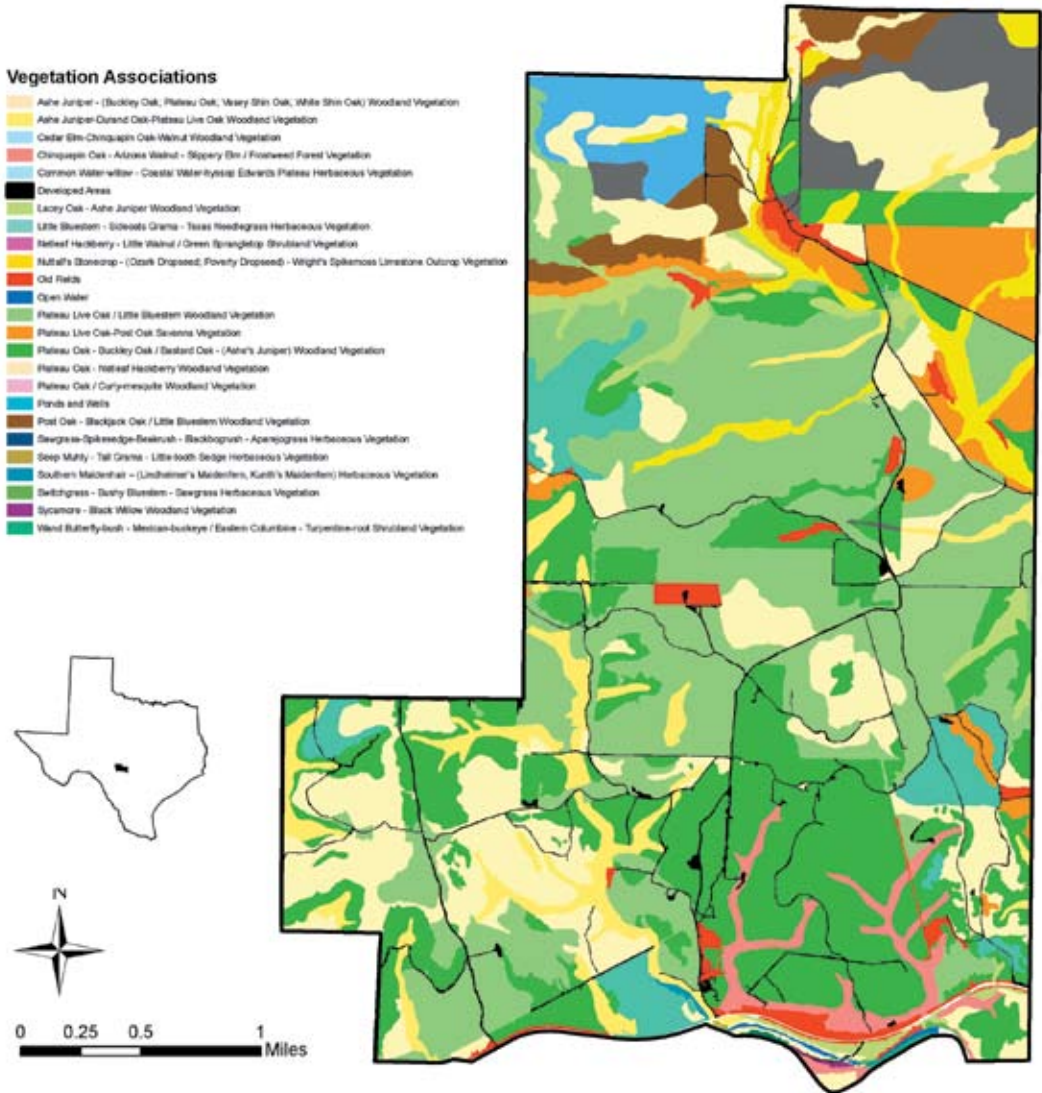 Vegetation Associations
Ashe Juniper - (Buckley Oak, Plateau Oak, Vasey Shin Oak, White Shin Oak) Woodland Vegetation
Ashe Juniper-Durand Oak-Plateau Live Oak Woodland Vegetation
Cedar Elm-Chinquapin Oak-Walnut Woodland Vegetation
Chinquapin Oak - Arizona Walnut - Slippery Elm / Frostweed Forest Vegetation
Common Water-willow - Coastal Water-hyssop Edwards Plateau Herbaceous Vegetation
Developed Areas
Lacey Oak - Ashe Juniper Woodland Vegetation
Little Bluestem - Sideoats Grama - Texas Needlegrass Herbaceous Vegetation
Netleaf Hackberry - Little Walnut / Green Sprangletop Shrubland Vegetation
Nuttall's Stonecrop - (Ozark Dropseed, Poverty Dropseed) - Wright's Spikemoss Limestone Outcrop Vegetation
Old Fields
Open Water
Plateau Live Oak / Little Bluestem Woodland Vegetation
Plateau Live Oak-Post Oak Savanna Vegetation
Plateau Oak - Buckley Oak / Bastard Oak - (Ashe's Juniper) Woodland Vegetation
Plateau Oak - Netleaf Hackberry Woodland Vegetation
Plateau Oak / Curly-mesquite Woodland Vegetation
Ponds and Wells
Post Oak - Blackjack Oak / Little Bluestem Woodland Vegetation
Sawgrass-Spikesedge-Beakrush - Blackbogrush - Aparejograss Herbaceous Vegetation
Seep Muhly - Tall Grama - Little-tooth Sedge Herbaceous Vegetation
Southern Maidenhair - (Lindheimer's Maidenfern, Kunth's Maidenfern) Herbaceous Vegetation
Switchgrass - Bushy Bluestem - Sawgrass Herbaceous Vegetation
Sycamore - Black Willow Woodland Vegetation
Wand Butterfly-bush - Mexican-buckeye / Eastern Columbine - Turpentine-root Shrubland Vegetation
N
0 0.25 0.5 1
Miles